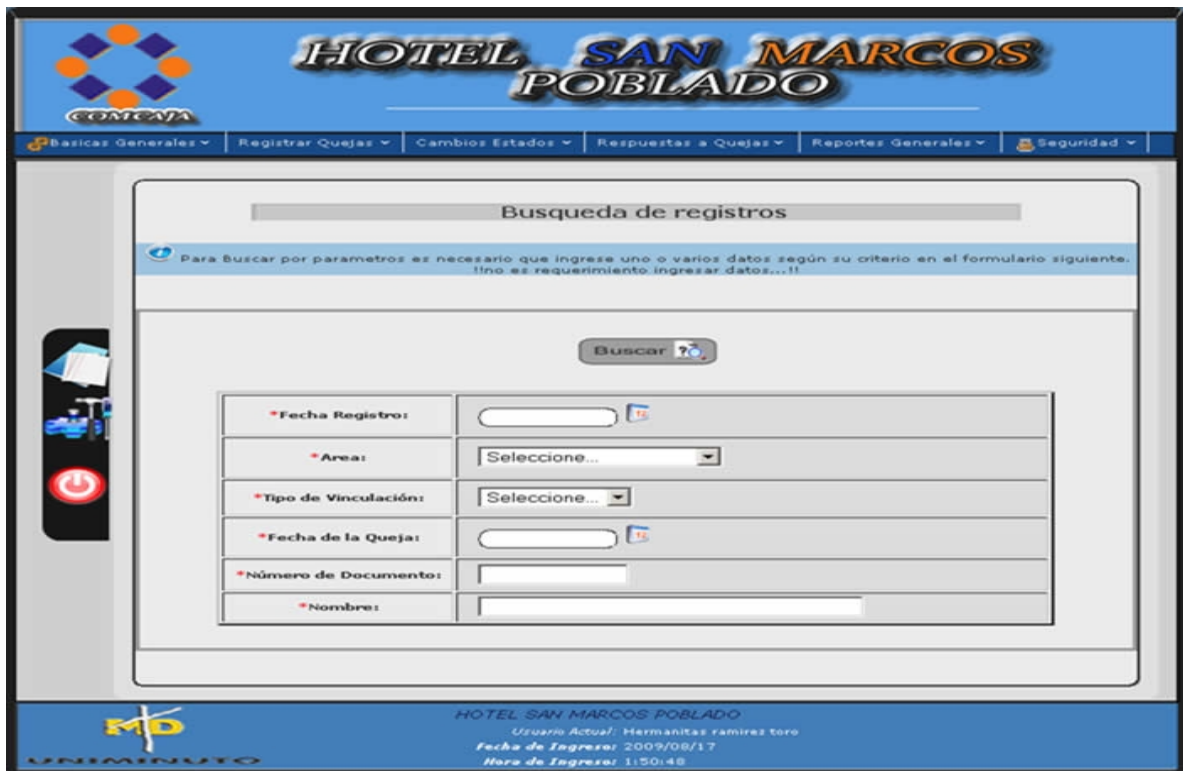 HOTEL SAN MARCOS
POBLADO
COMCAJA
Basicas Generales Registrar Quejas Cambios Estados Respuestas a Quejas Reportes Generales Seguridad
Busqueda de registros
Para Buscar por parametros es necesario que ingrese uno o varios datos según su criterio en el formulario siguiente.
!!no es requerimiento ingresar datos...!!
Buscar
*Fecha Registro:
*Area: Seleccione...
*Tipo de Vinculación: Seleccione...
*Fecha de la Queja:
*Número de Documento:
*Nombre:
MD
UNIMINUTO
HOTEL SAN MARCOS POBLADO
Usuario Actual: Hermanitas ramirez toro
Fecha de Ingreso: 2009/08/17
Hora de Ingreso: 1:50:48